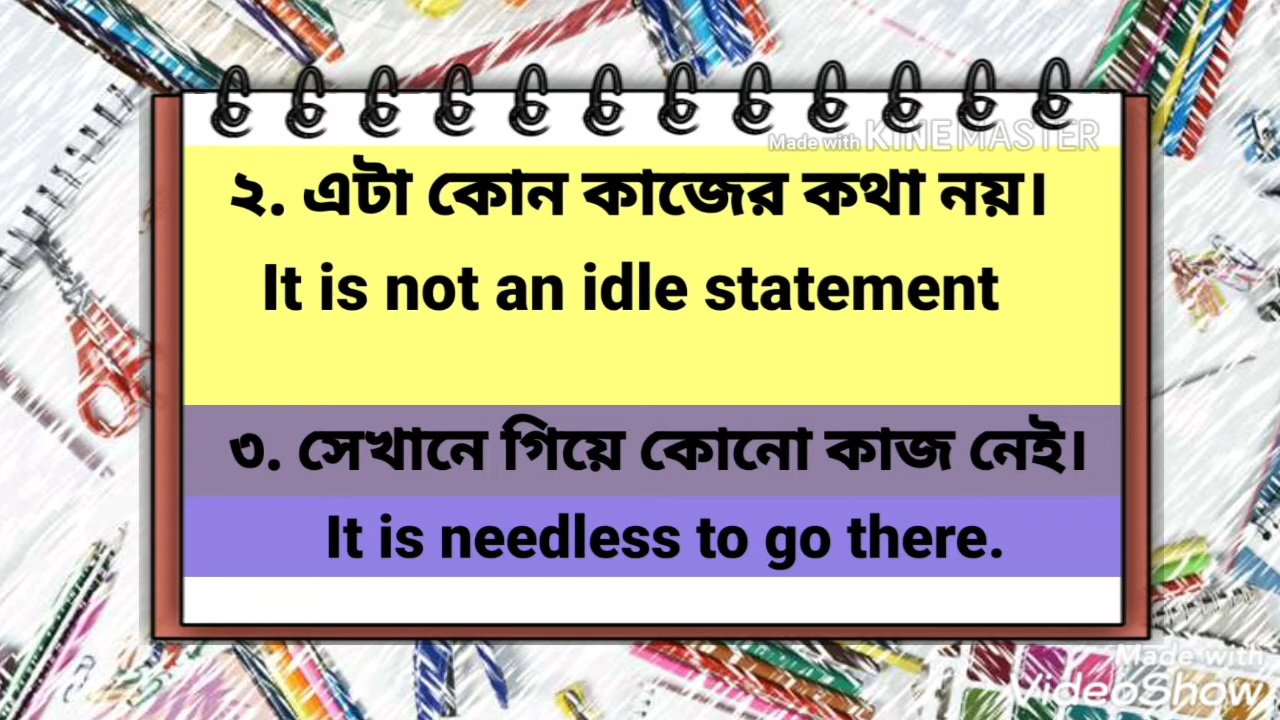 Made with KINEMASTER
২. এটা কোন কাজের কথা নয়।
It is not an idle statement
৩. সেখানে গিয়ে কোনো কাজ নেই।
It is needless to go there.
Made with
VideoShow